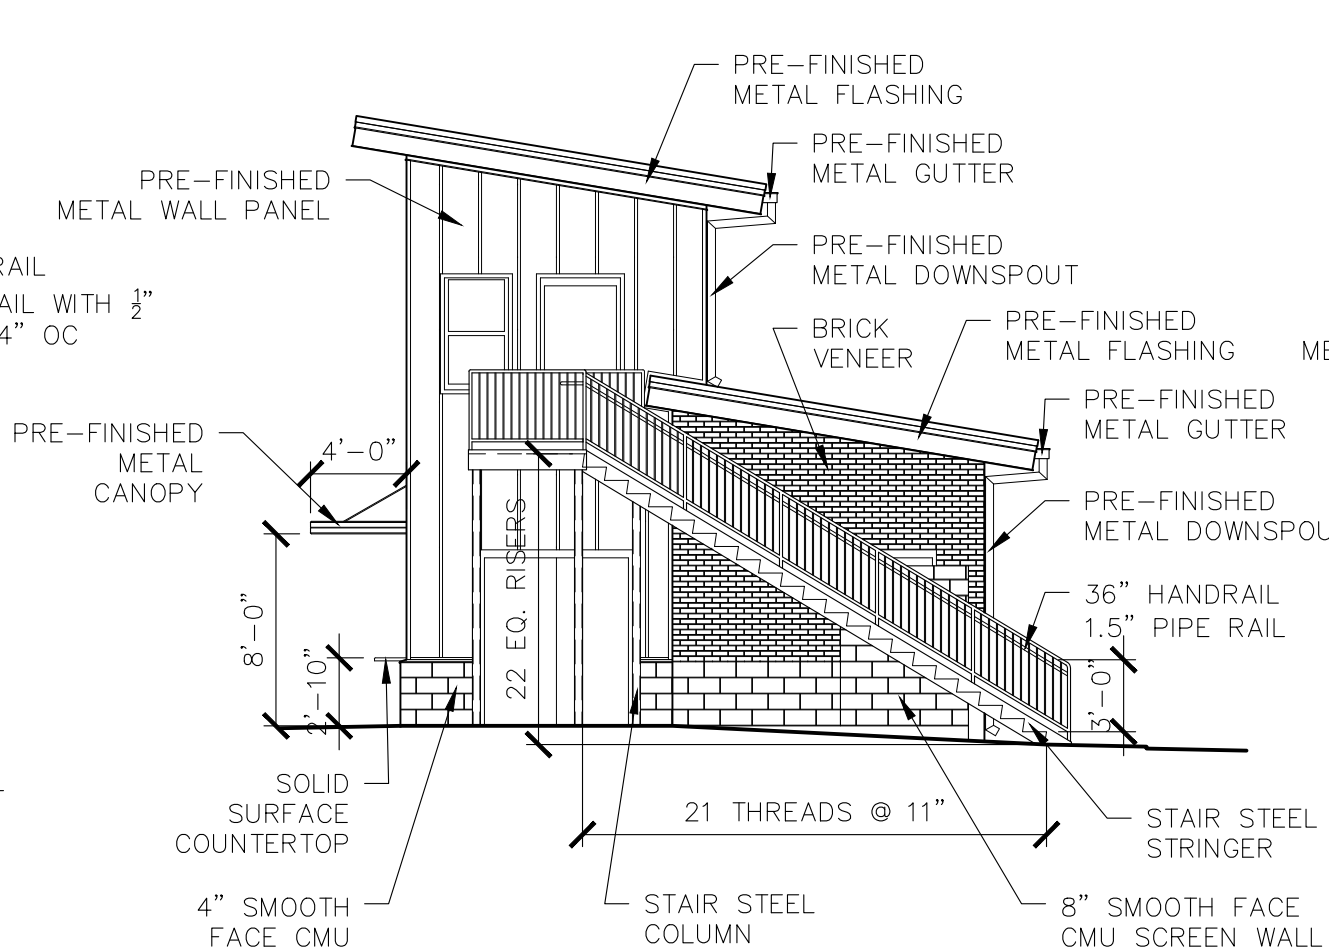 PRE–FINISHED
METAL FLASHING
PRE–FINISHED
METAL GUTTER
PRE–FINISHED
METAL WALL PANEL
PRE–FINISHED
METAL DOWNSPOUT
RAIL
AIL WITH ½”
4” OC
BRICK
VENEER
PRE–FINISHED
METAL FLASHING
ME
PRE–FINISHED
METAL GUTTER
PRE–FINISHED
METAL
CANOPY
4’–0”
PRE–FINISHED
METAL DOWNSPOU
22 EQ. RISERS
36” HANDRAIL
1.5” PIPE RAIL
8’–0”
2’–10”
3’–0”
SOLID
SURFACE
COUNTERTOP
21 THREADS @ 11”
STAIR STEEL
STRINGER
4” SMOOTH
FACE CMU
STAIR STEEL
COLUMN
8” SMOOTH FACE
CMU SCREEN WALL